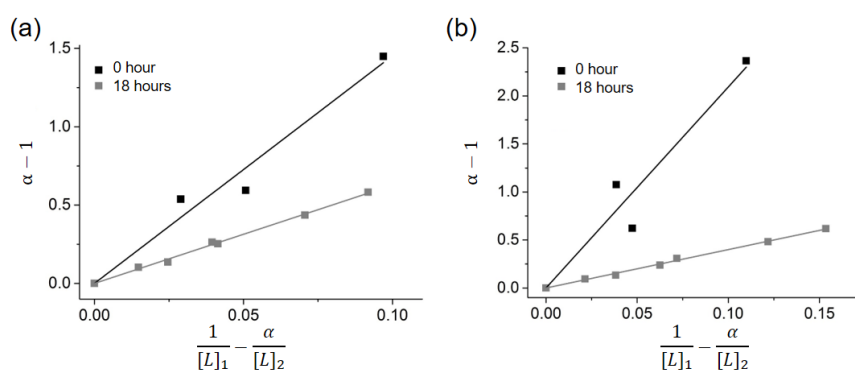 (a)
1.5
1.0
0.5
0.0
α − 1
0 hour
18 hours
0.00 0.05 0.10
1/[L]₁ − α/[L]₂
(b)
2.5
2.0
1.5
1.0
0.5
0.0
α − 1
0 hour
18 hours
0.00 0.05 0.10 0.15
1/[L]₁ − α/[L]₂